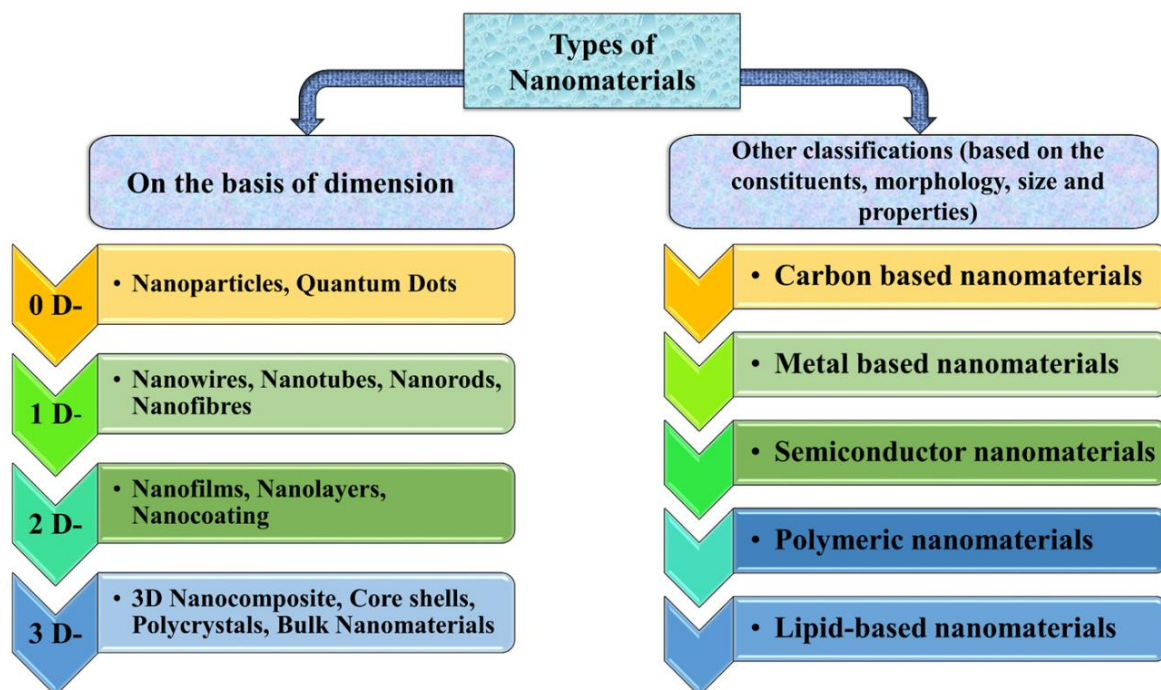 Types of
Nanomaterials
On the basis of dimension
0 D-
• Nanoparticles, Quantum Dots
1 D-
• Nanowires, Nanotubes, Nanorods,
Nanofibres
2 D-
• Nanofilms, Nanolayers,
Nanocoating
3 D-
• 3D Nanocomposite, Core shells,
Polycrystals, Bulk Nanomaterials
Other classifications (based on the
constituents, morphology, size and
properties)
• Carbon based nanomaterials
• Metal based nanomaterials
• Semiconductor nanomaterials
• Polymeric nanomaterials
• Lipid-based nanomaterials